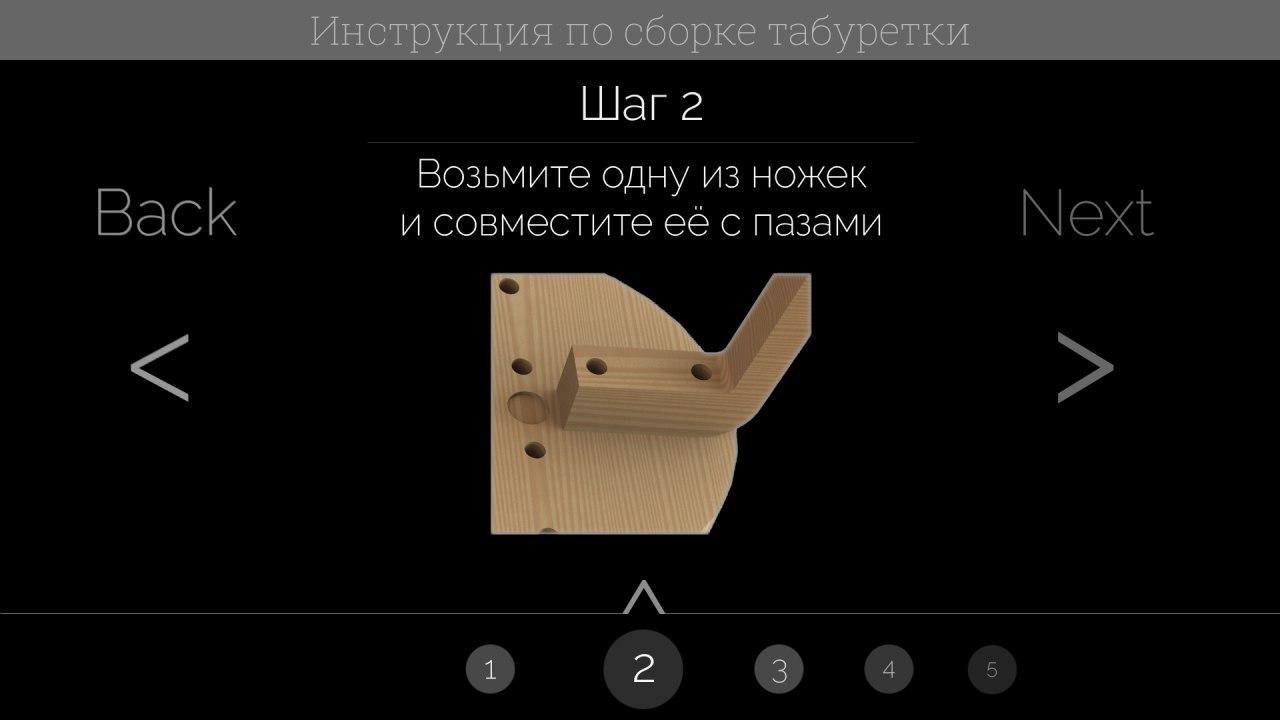 Инструкция по сборке табуретки
Шаг 2
Возьмите одну из ножек
и совместите её с пазами
Back
Next
<
>
1
2
3
4
5